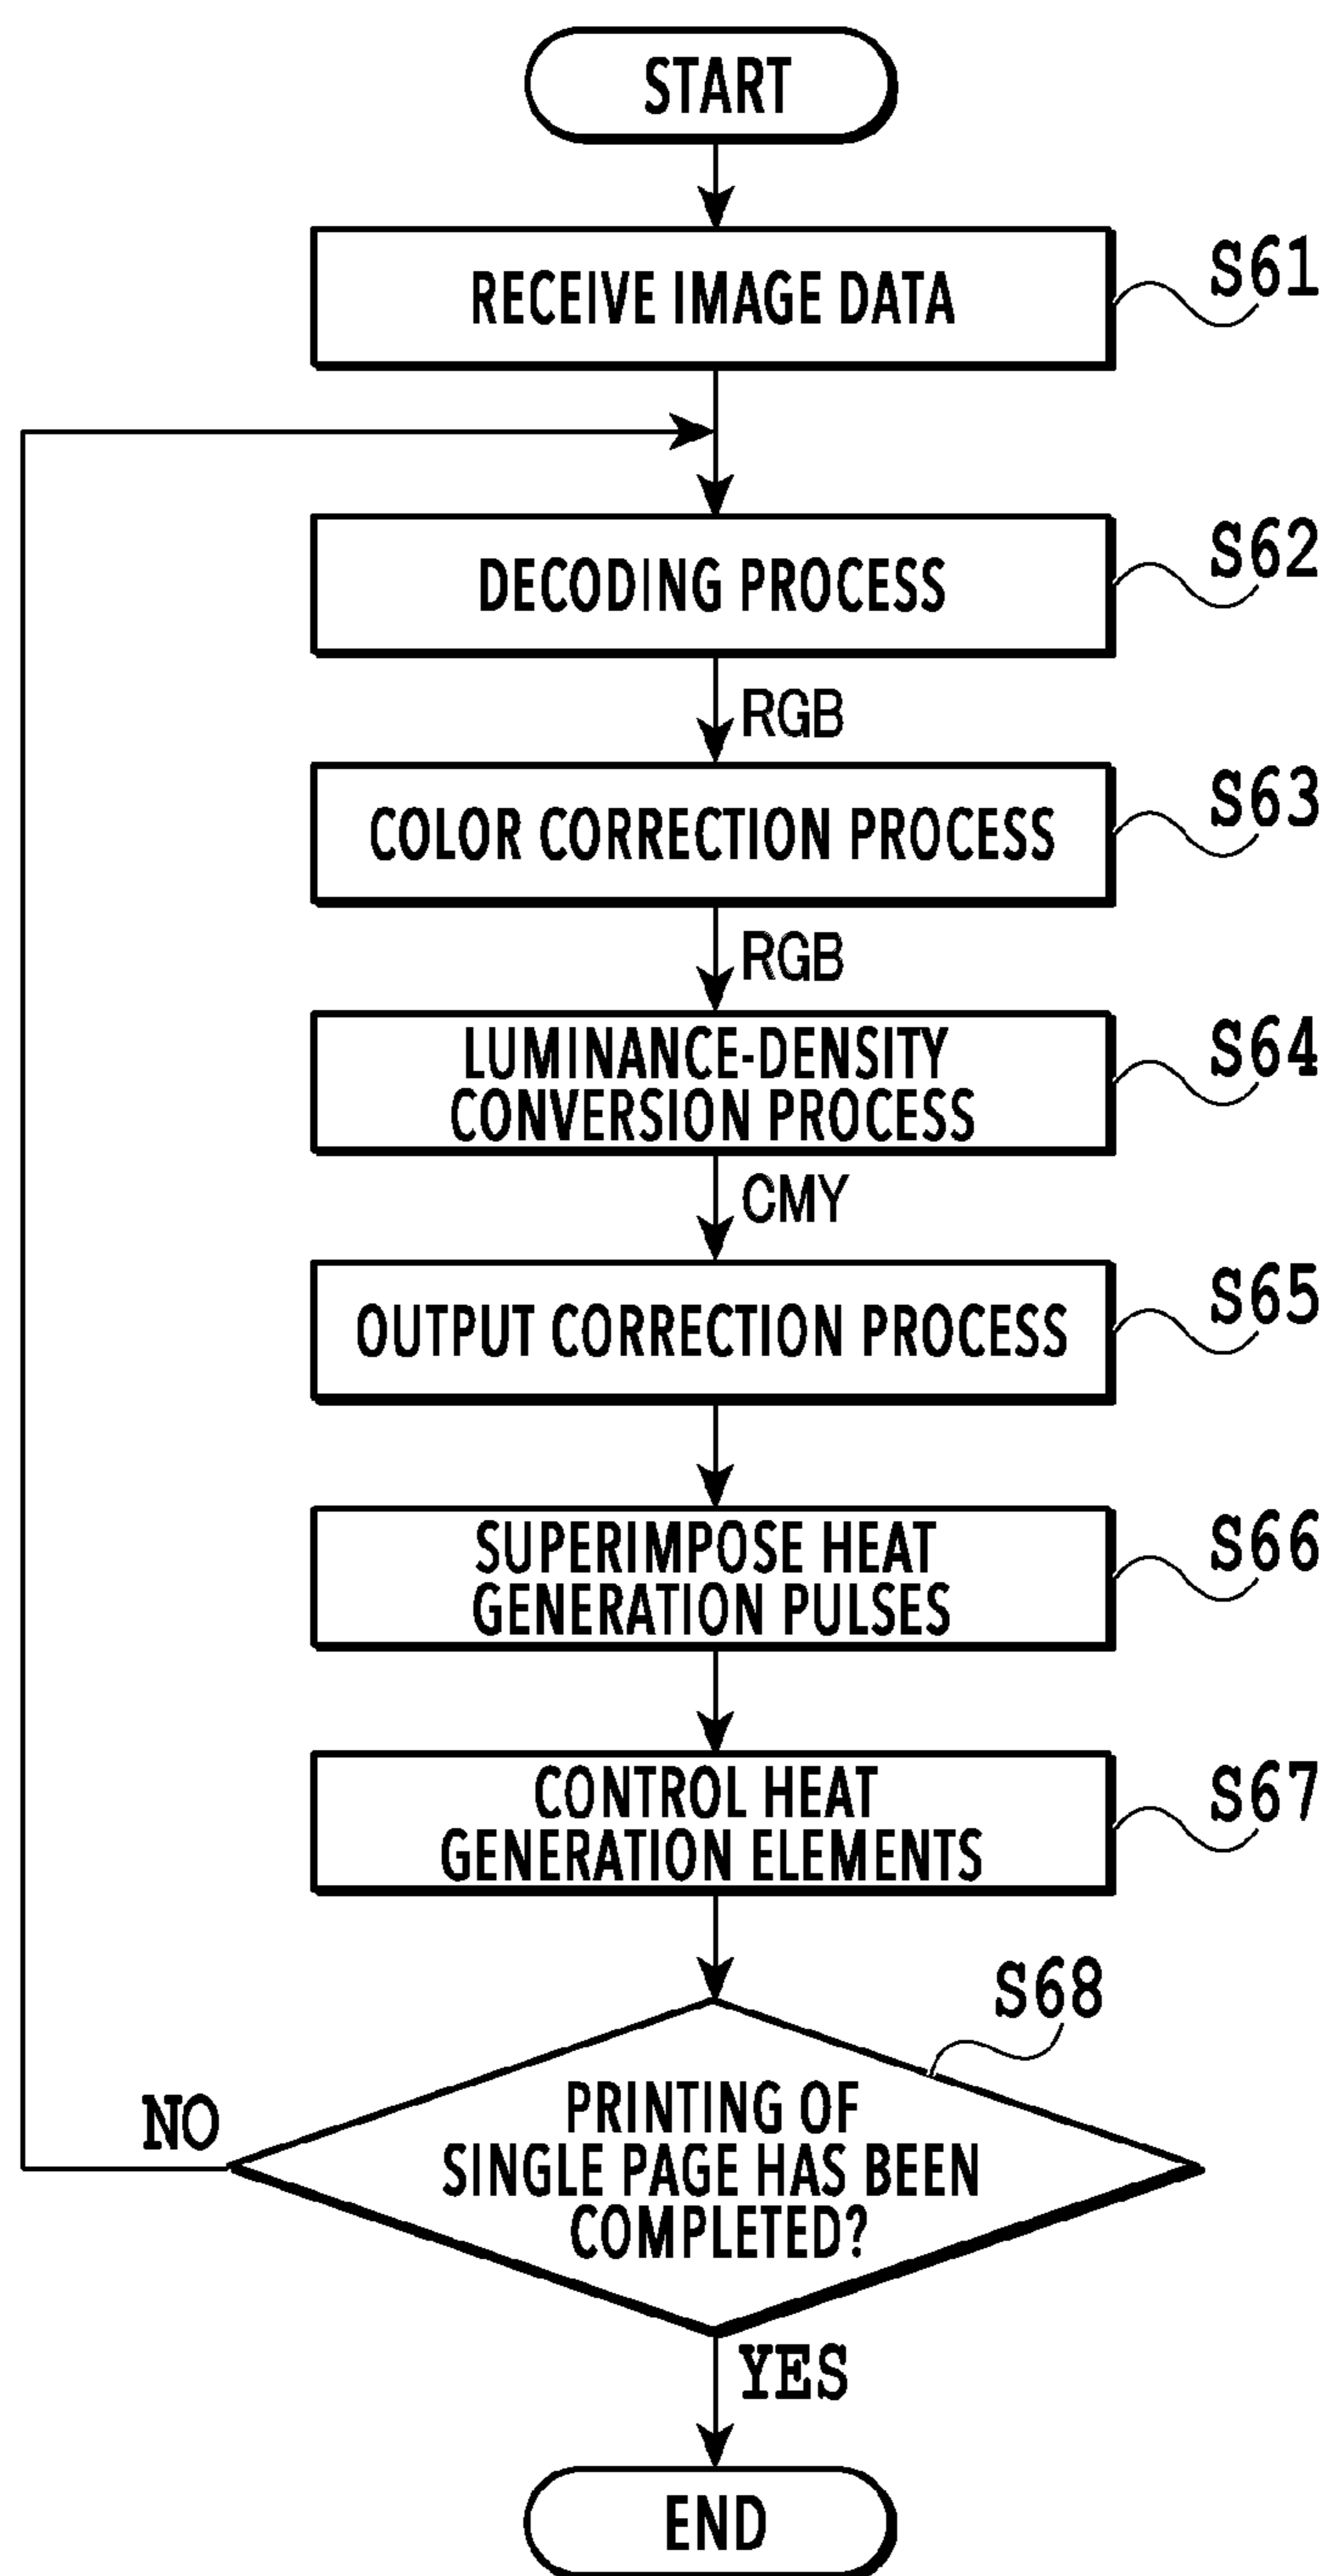 START
RECEIVE IMAGE DATA
S61
DECODING PROCESS
S62
RGB
COLOR CORRECTION PROCESS
S63
RGB
LUMINANCE-DENSITY
CONVERSION PROCESS
S64
CMY
OUTPUT CORRECTION PROCESS
S65
SUPERIMPOSE HEAT
GENERATION PULSES
S66
CONTROL HEAT
GENERATION ELEMENTS
S67
S68
PRINTING OF
SINGLE PAGE HAS BEEN
COMPLETED?
NO
YES
END